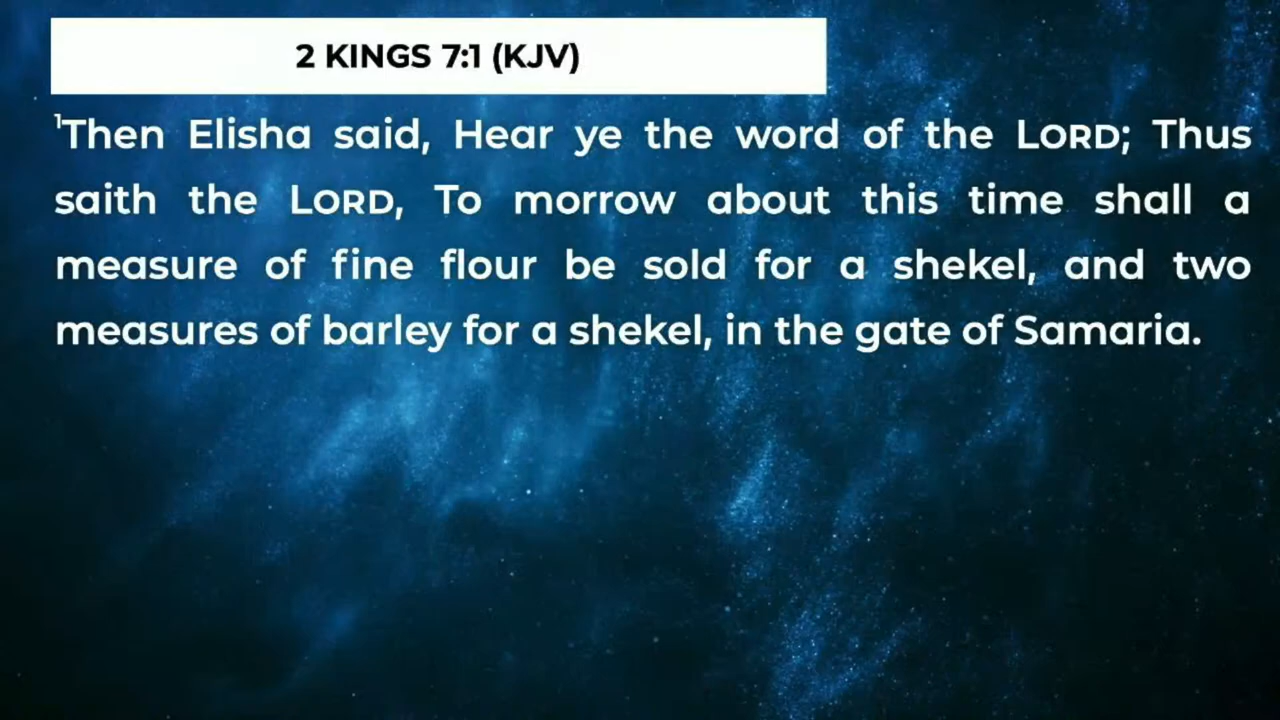 2 KINGS 7:1 (KJV)
¹Then Elisha said, Hear ye the word of the LORD; Thus
saith the LORD, To morrow about this time shall a
measure of fine flour be sold for a shekel, and two
measures of barley for a shekel, in the gate of Samaria.